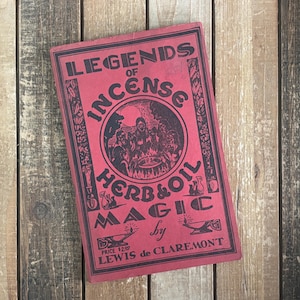 LEGENDS
OF
INCENSE
HERB & OIL
MAGIC
by
LEWIS de CLAREMONT